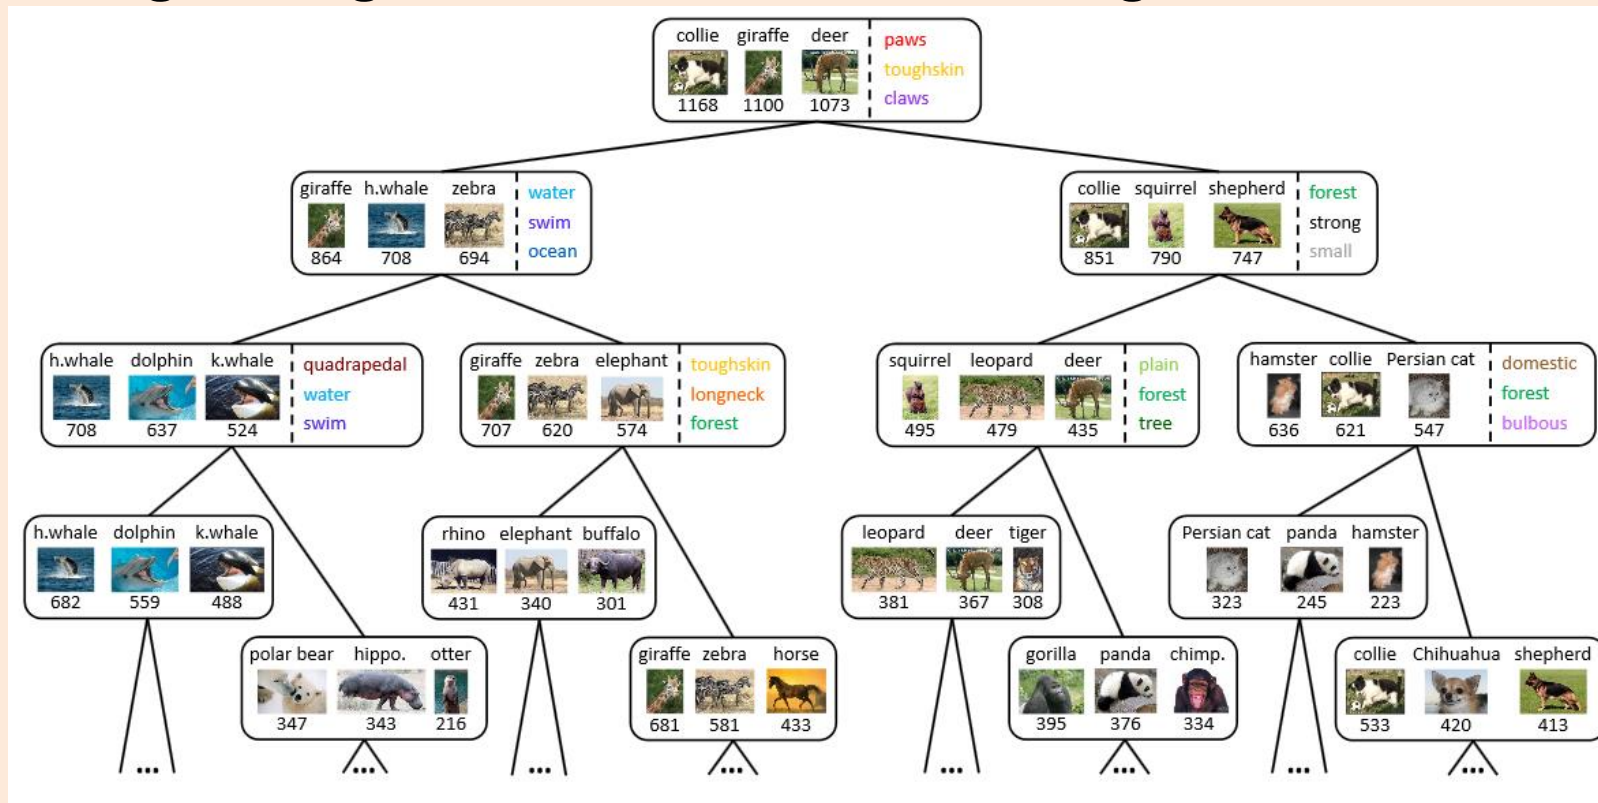 collie giraffe deer
paws
toughskin
claws
1168 1100 1073
giraffe h.whale zebra
water
swim
ocean
864 708 694
collie squirrel shepherd
forest
strong
small
851 790 747
h.whale dolphin k.whale
quadrapedal
water
swim
708 637 524
giraffe zebra elephant
toughskin
longneck
forest
707 620 574
squirrel leopard deer
plain
forest
tree
495 479 435
hamster collie Persian cat
domestic
forest
bulbous
636 621 547
h.whale dolphin k.whale
682 559 488
rhino elephant buffalo
431 340 301
leopard deer tiger
381 367 308
Persian cat panda hamster
323 245 223
polar bear hippo. otter
347 343 216
giraffe zebra horse
681 581 433
gorilla panda chimp.
395 376 334
collie Chihuahua shepherd
533 420 413
... ... ... ... ... ... ... ...